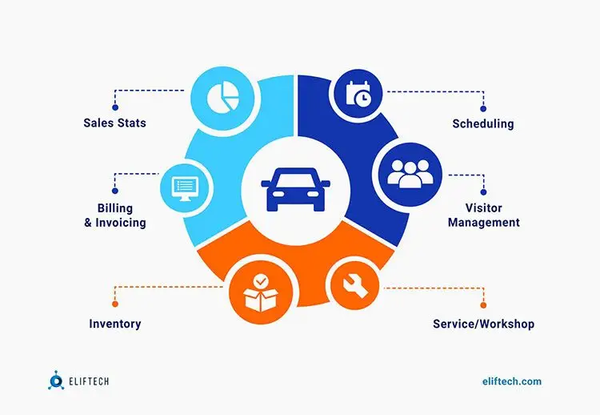 Sales Stats
Scheduling
Billing
& Invoicing
Visitor
Management
Inventory
Service/Workshop
ELIFTECH
eliftech.com